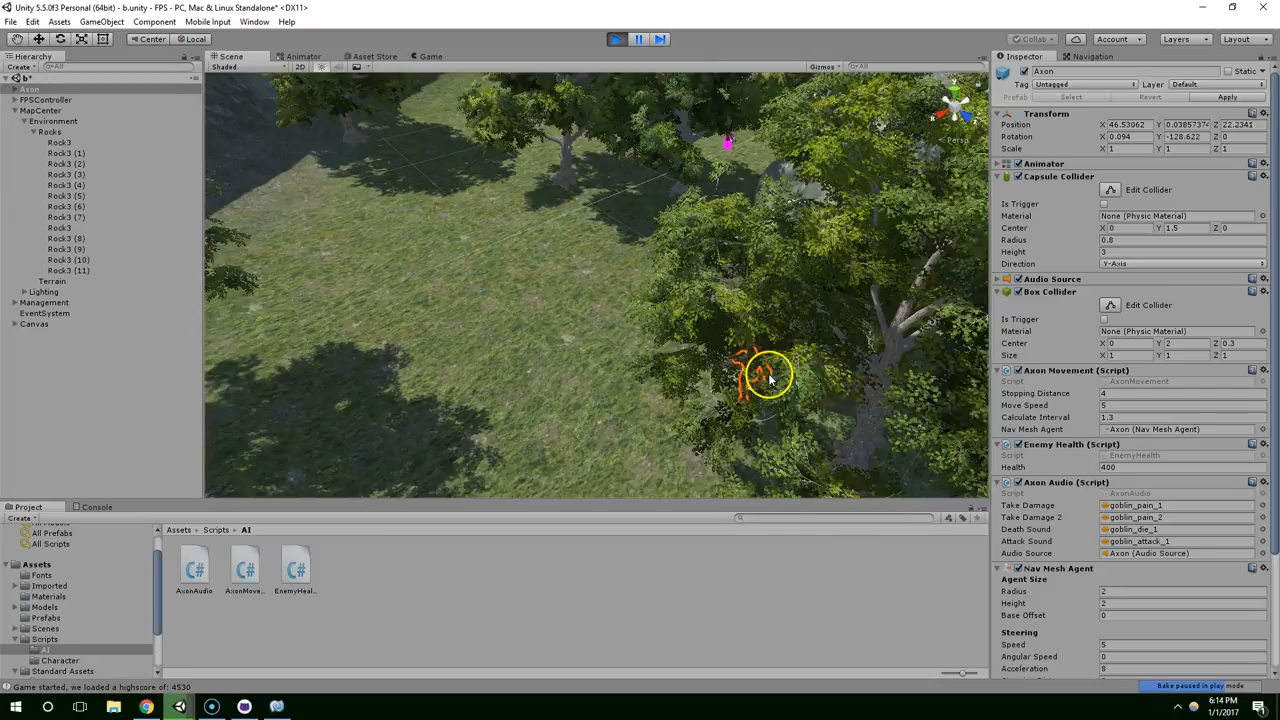 Unity 5.5.0f3 Personal (64bit) - b.unity - FPS - PC, Mac & Linux Standalone* <DX11>
File Edit Assets GameObject Component Mobile Input Window Help
Center Local Collab Account Layers Layout
Hierarchy Scene Animator Asset Store Game Inspector Navigation
Create All Shaded 2D Gizmos All Axon Static
b*
Tag Untagged Layer Default
Axon
Prefab Select Revert Apply
FPSController
MapCenter
Environment
Rocks
Rock3
Rock3 (1)
Rock3 (2)
Rock3 (3)
Rock3 (4)
Rock3 (5)
Rock3 (6)
Rock3 (7)
Rock3
Rock3 (8)
Rock3 (9)
Rock3 (10)
Rock3 (11)
Terrain
Lighting
Management
EventSystem
Canvas
y
x
z
Persp
Transform
Position X 46.53062 Y 0.03857374 Z 22.2341
Rotation X 0.094 Y -128.622 Z 0.001
Scale X 1 Y 1 Z 1
Animator
Capsule Collider
Edit Collider
Is Trigger
Material None (Physic Material)
Center X 0 Y 1.5 Z 0
Radius 0.8
Height 3
Direction Y-Axis
Audio Source
Box Collider
Edit Collider
Is Trigger
Material None (Physic Material)
Center X 0 Y 2 Z 0.3
Size X 1 Y 1 Z 1
Axon Movement (Script)
Script AxonMovement
Stopping Distance 4
Move Speed 5
Calculate Interval 1.3
Nav Mesh Agent Axon (Nav Mesh Agent)
Enemy Health (Script)
Script EnemyHealth
Health 400
Axon Audio (Script)
Script AxonAudio
Take Damage goblin_pain_1
Take Damage 2 goblin_pain_2
Death Sound goblin_die_1
Attack Sound goblin_attack_1
Audio Source Axon (Audio Source)
Nav Mesh Agent
Agent Size
Radius 2
Height 2
Base Offset 0
Steering
Speed 5
Angular Speed 0
Acceleration 8
Project Console
Create
All Prefabs
All Scripts
Assets
Fonts
Imported
Materials
Models
Prefabs
Scenes
Scripts
AI
Character
Standard Assets
Assets Scripts AI
C# C# C#
AxonAudio AxonMove... EnemyHeal...
Game started, we loaded a highscore of: 4530
Bake paused in play mode
6:14 PM
1/1/2017